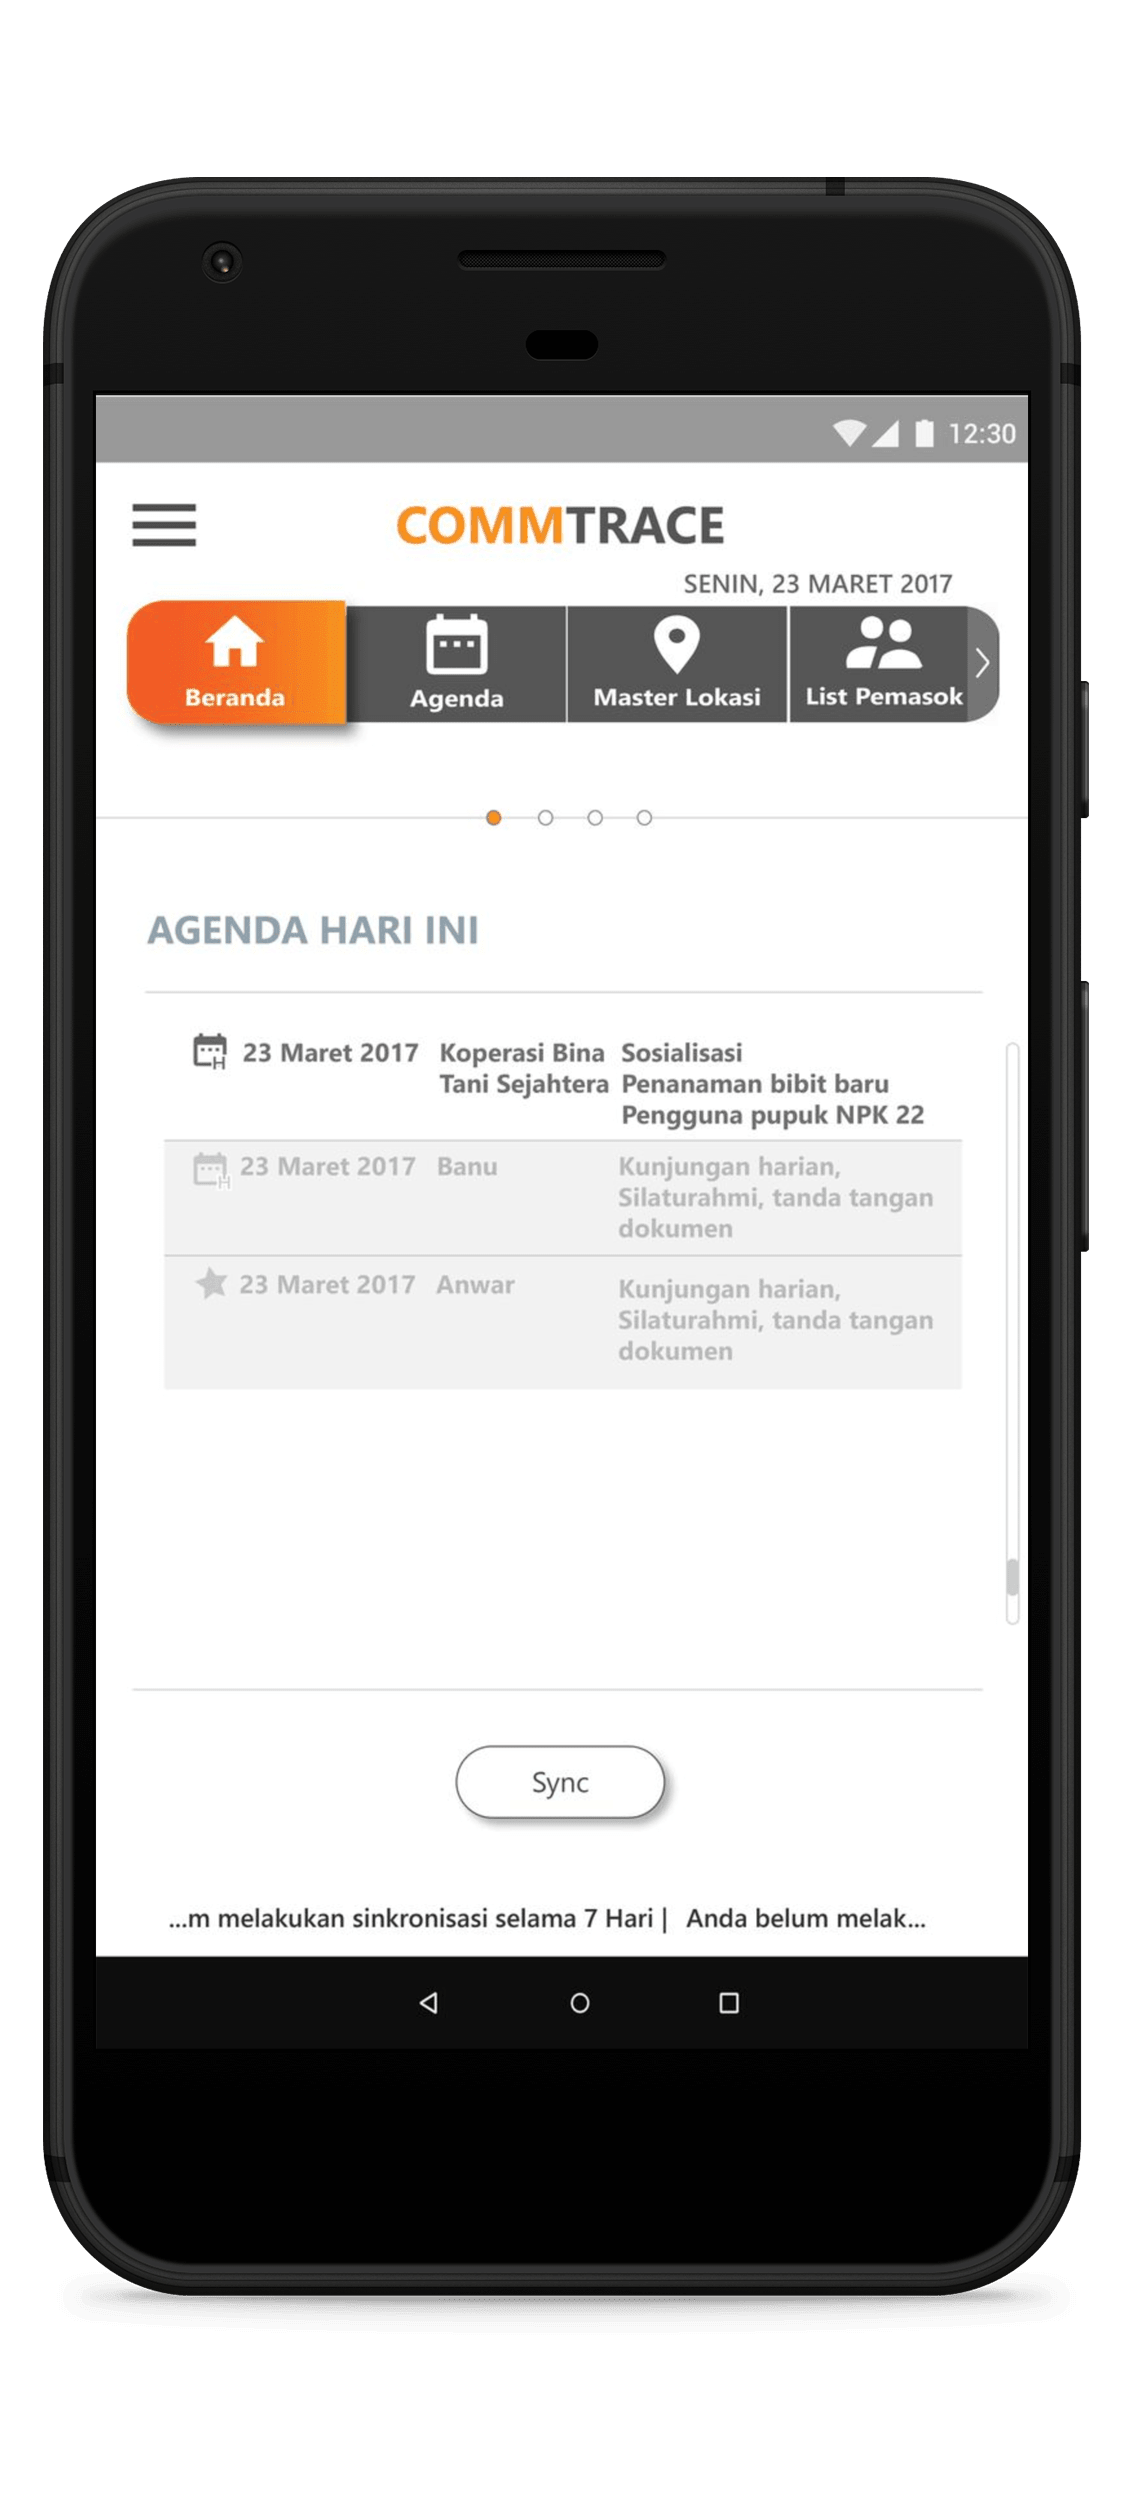 12:30
COMMTRACE
SENIN, 23 MARET 2017
Beranda
Agenda
Master Lokasi
List Pemasok
AGENDA HARI INI
23 Maret 2017 Koperasi Bina Sosialisasi
Tani Sejahtera Penanaman bibit baru
Pengguna pupuk NPK 22
23 Maret 2017 Banu Kunjungan harian,
Silaturahmi, tanda tangan
dokumen
23 Maret 2017 Anwar Kunjungan harian,
Silaturahmi, tanda tangan
dokumen
Sync
...m melakukan sinkronisasi selama 7 Hari | Anda belum melak...